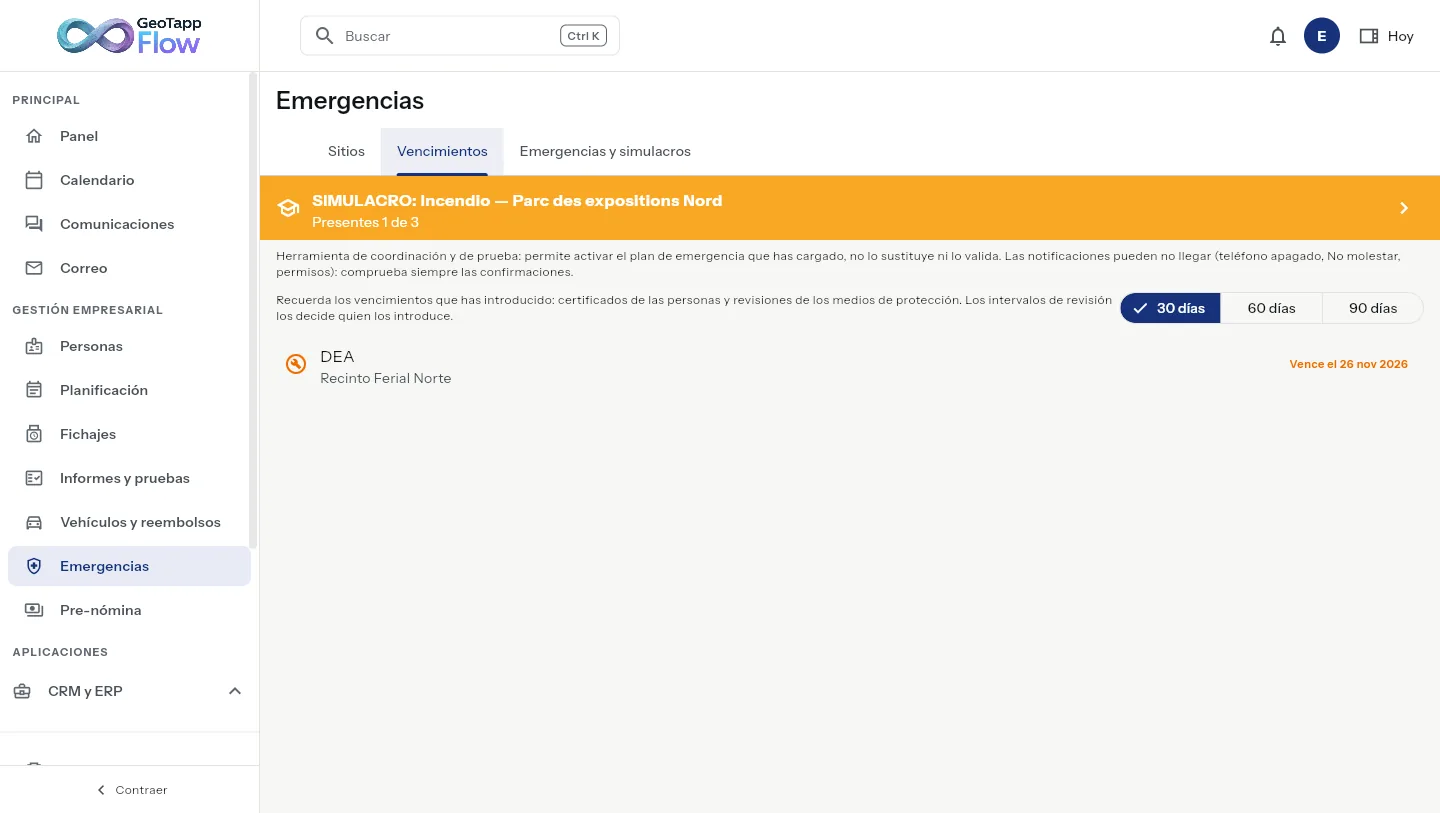 GeoTapp
Flow
Buscar
Ctrl K
E
Hoy
PRINCIPAL
Panel
Calendario
Comunicaciones
Correo
GESTIÓN EMPRESARIAL
Personas
Planificación
Fichajes
Informes y pruebas
Vehículos y reembolsos
Emergencias
Pre-nómina
APLICACIONES
CRM y ERP
Contraer
Emergencias
Sitios
Vencimientos
Emergencias y simulacros
SIMULACRO: Incendio — Parc des expositions Nord
Presentes 1 de 3
Herramienta de coordinación y de prueba: permite activar el plan de emergencia que has cargado, no lo sustituye ni lo valida. Las notificaciones pueden no llegar (teléfono apagado, No molestar,
permisos): comprueba siempre las confirmaciones.
Recuerda los vencimientos que has introducido: certificados de las personas y revisiones de los medios de protección. Los intervalos de revisión
los decide quien los introduce.
30 días
60 días
90 días
DEA
Recinto Ferial Norte
Vence el 26 nov 2026